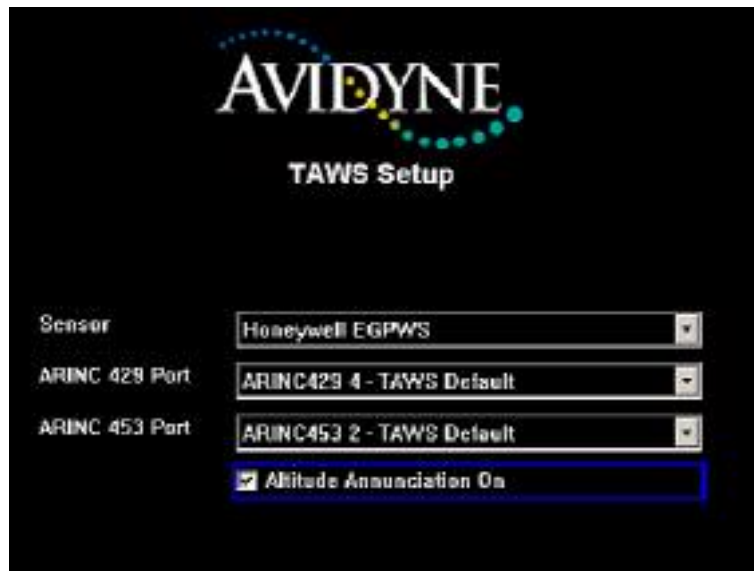 AVIDYNE
TAWS Setup
Sensor Honeywell EGPWS
ARINC 429 Port ARINC429 4 - TAWS Default
ARINC 453 Port ARINC453 2 - TAWS Default
Altitude Annunciation On